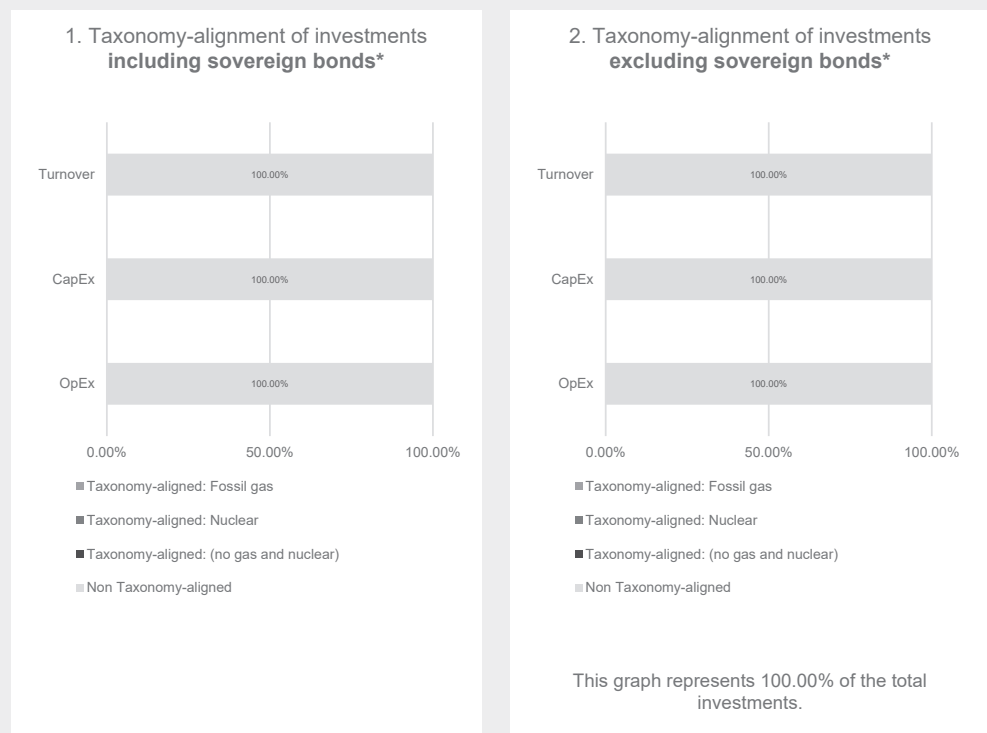 1. Taxonomy-alignment of investments
including sovereign bonds*
Turnover
100.00%
CapEx
100.00%
OpEx
100.00%
0.00%
50.00%
100.00%
Taxonomy-aligned: Fossil gas
Taxonomy-aligned: Nuclear
Taxonomy-aligned: (no gas and nuclear)
Non Taxonomy-aligned
2. Taxonomy-alignment of investments
excluding sovereign bonds*
Turnover
100.00%
CapEx
100.00%
OpEx
100.00%
0.00%
50.00%
100.00%
Taxonomy-aligned: Fossil gas
Taxonomy-aligned: Nuclear
Taxonomy-aligned: (no gas and nuclear)
Non Taxonomy-aligned
This graph represents 100.00% of the total
investments.